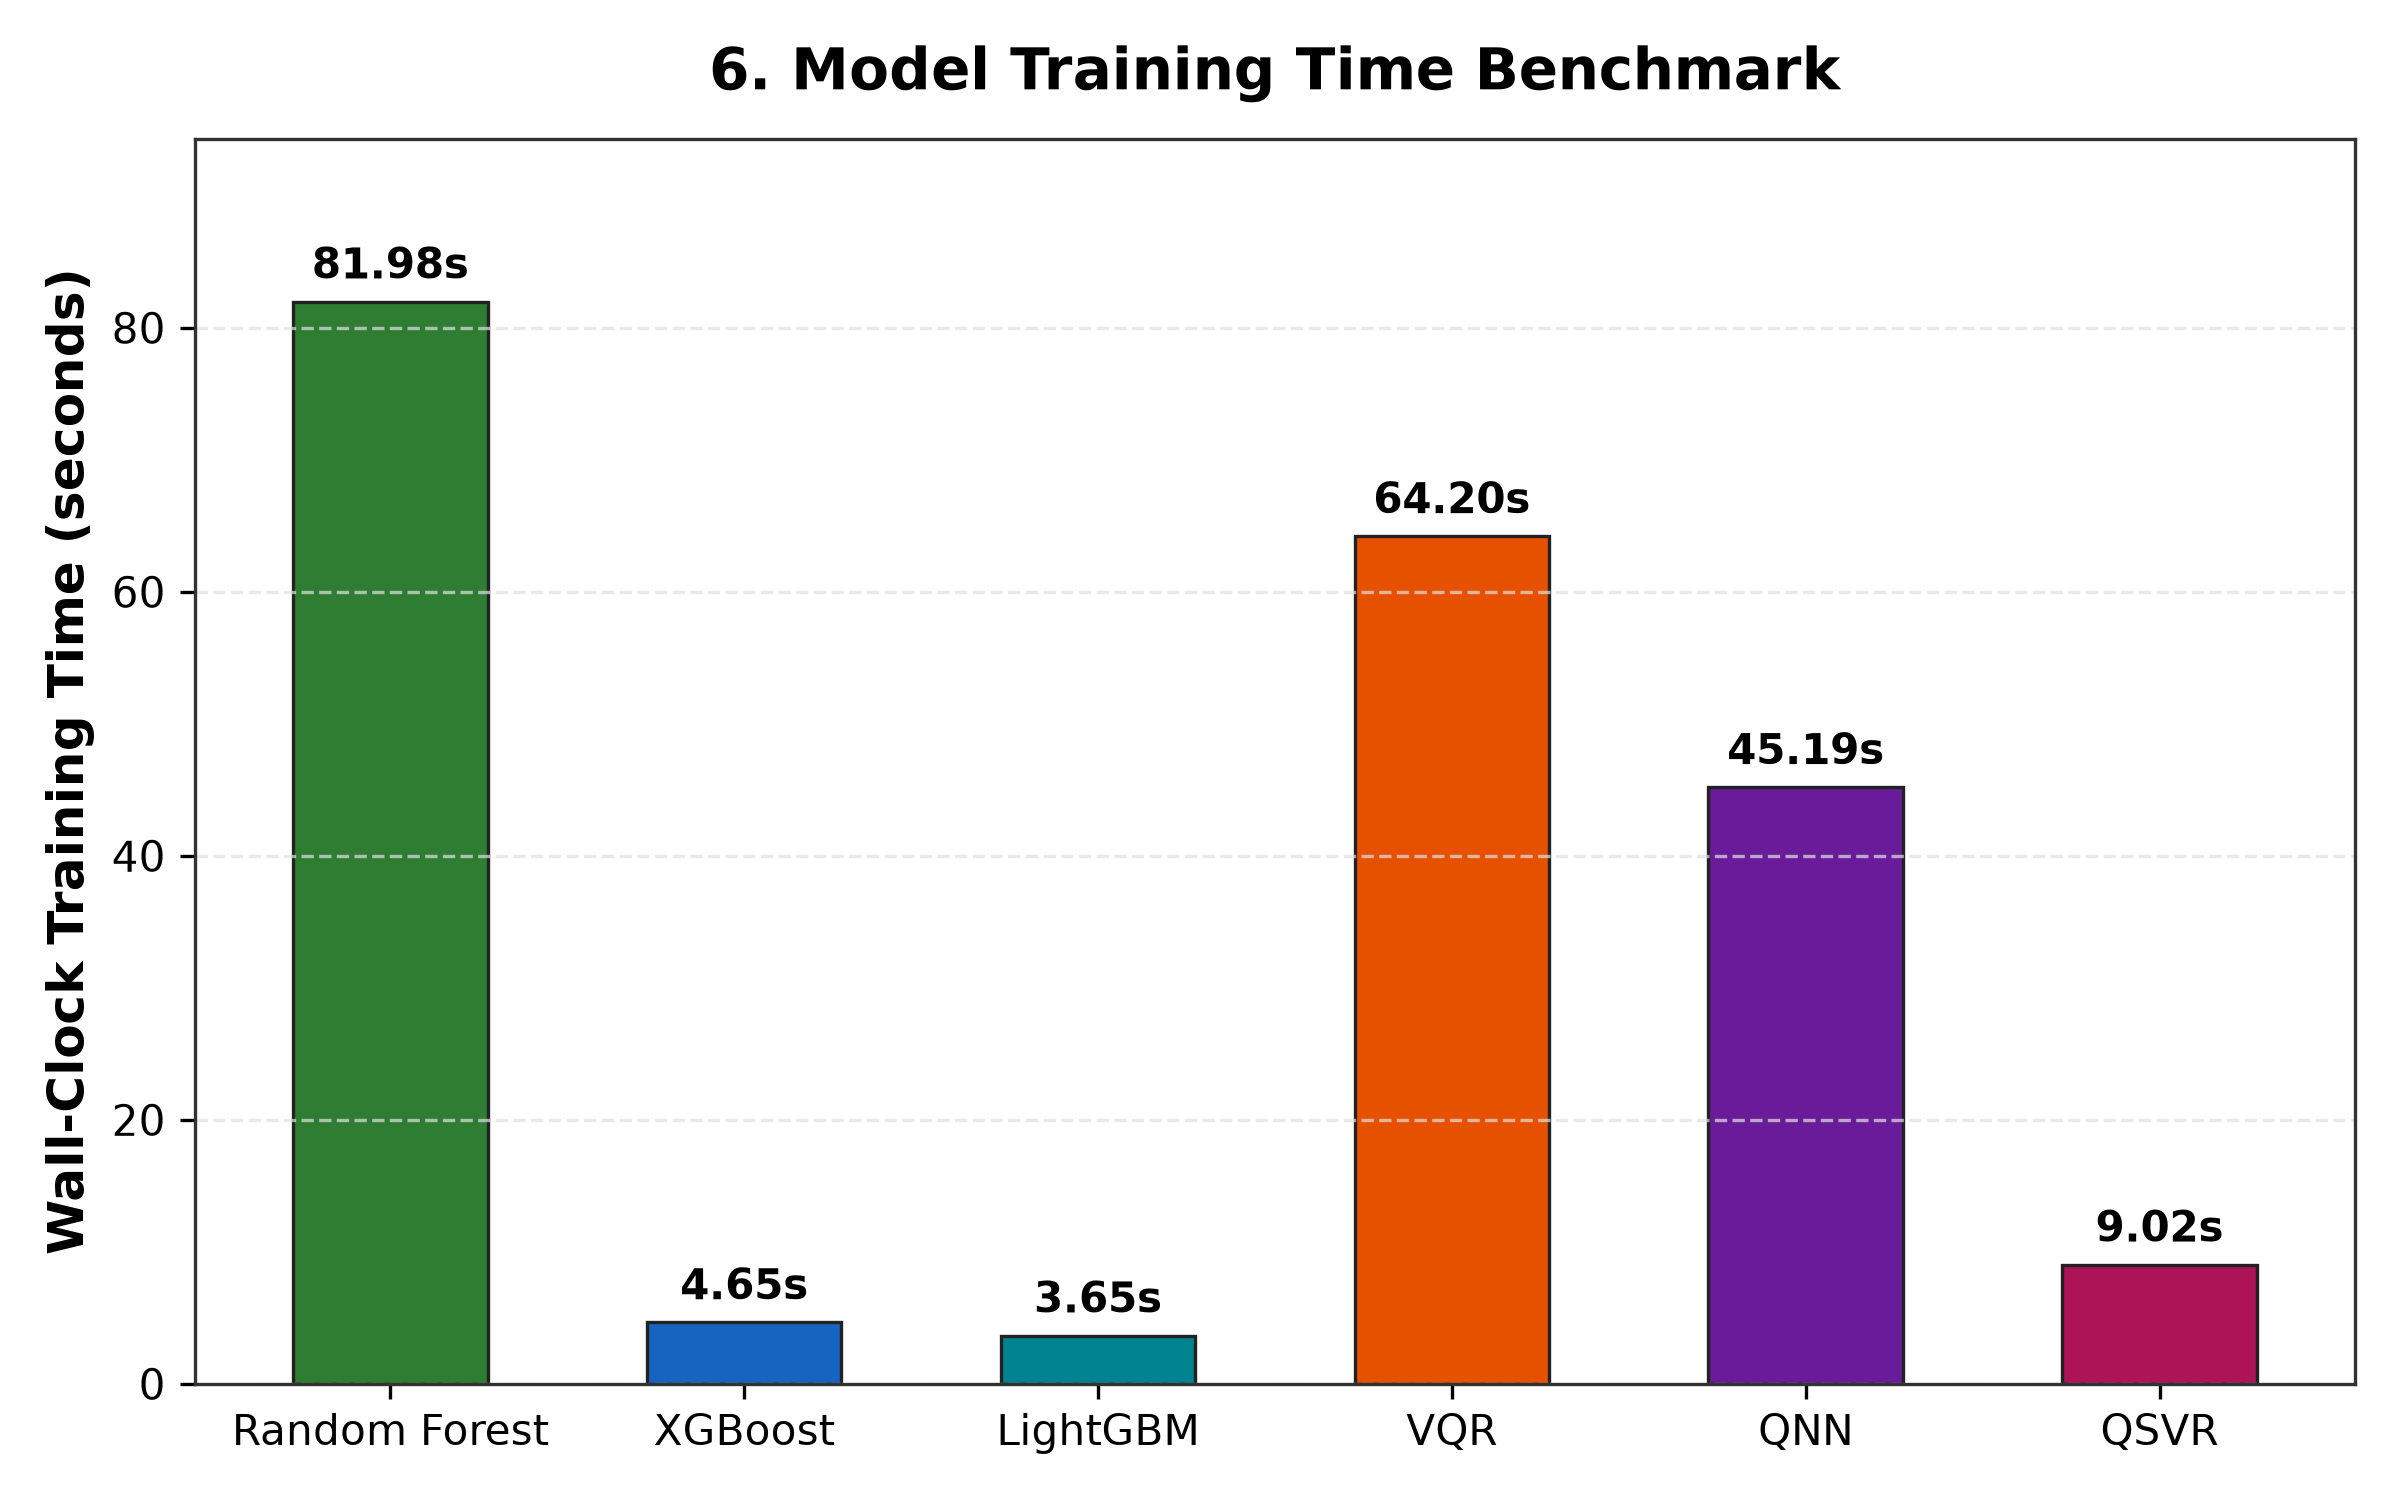 6. Model Training Time Benchmark
Wall-Clock Training Time (seconds)
80
60
40
20
0
81.98s
4.65s
3.65s
64.20s
45.19s
9.02s
Random Forest
XGBoost
LightGBM
VQR
QNN
QSVR